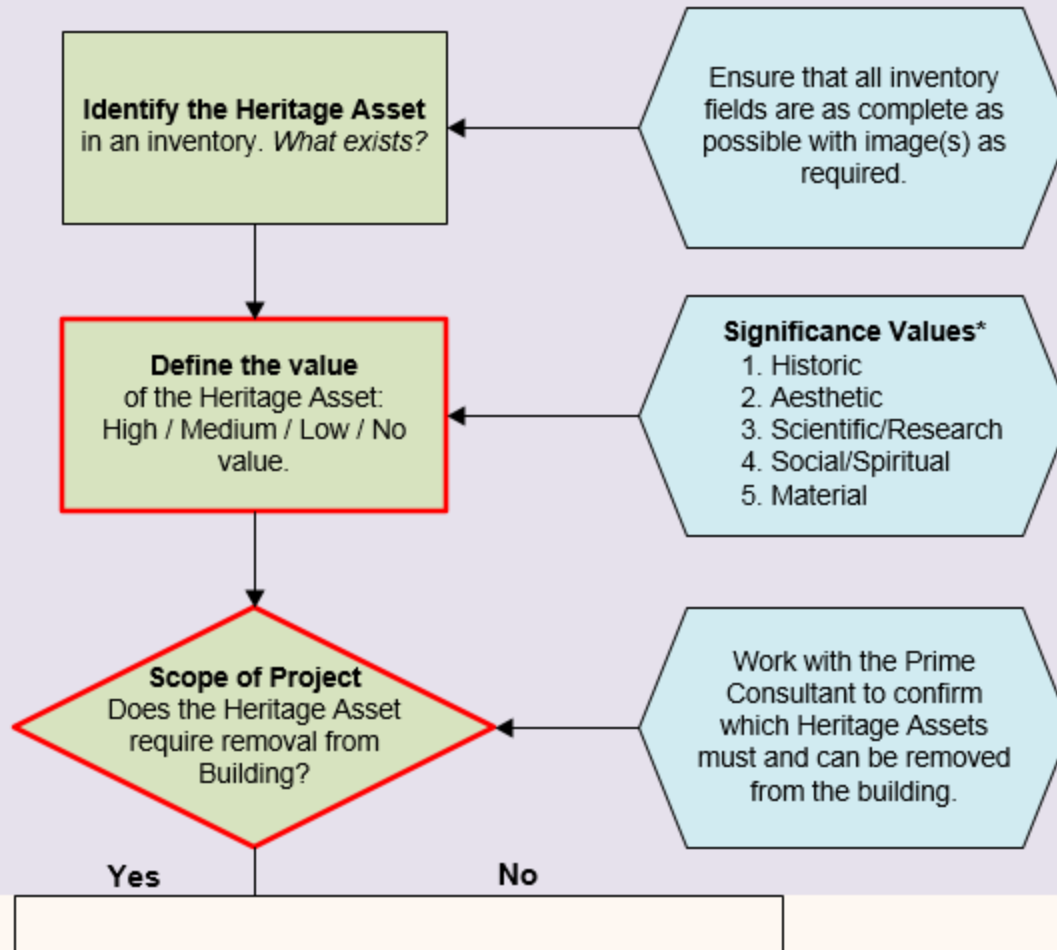 Identify the Heritage Asset
in an inventory. What exists?
Ensure that all inventory
fields are as complete as
possible with image(s) as
required.
Define the value
of the Heritage Asset:
High / Medium / Low / No
value.
Significance Values*
1. Historic
2. Aesthetic
3. Scientific/Research
4. Social/Spiritual
5. Material
Scope of Project
Does the Heritage Asset
require removal from
Building?
Work with the Prime
Consultant to confirm
which Heritage Assets
must and can be removed
from the building.
Yes
No